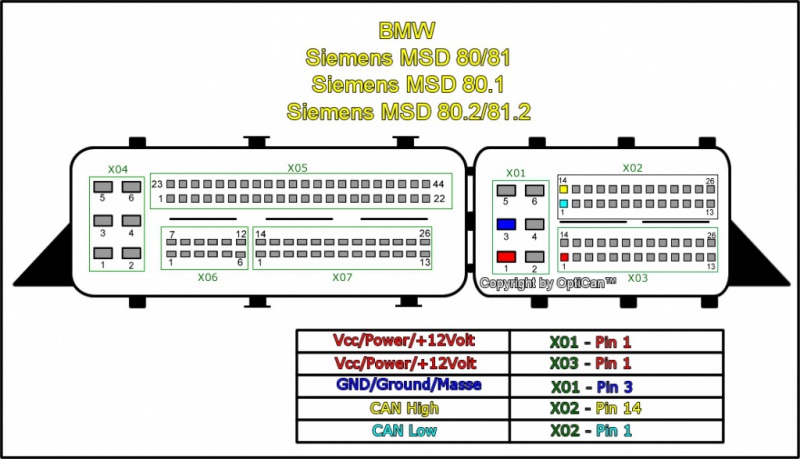 BMW
Siemens MSD 80/81
Siemens MSD 80.1
Siemens MSD 80.2/81.2
X04
X05
X01
X02
5 6
23 44
5 6
14 26
1 22
1 13
3 4
7 12
14 26
3 4
14 26
1 2
1 6
1 13
1 2
1 13
X06
X07
X03
Copyright by OptiCan™
Vcc/Power/+12Volt X01 - Pin 1
Vcc/Power/+12Volt X03 - Pin 1
GND/Ground/Masse X01 - Pin 3
CAN High X02 - Pin 14
CAN Low X02 - Pin 1